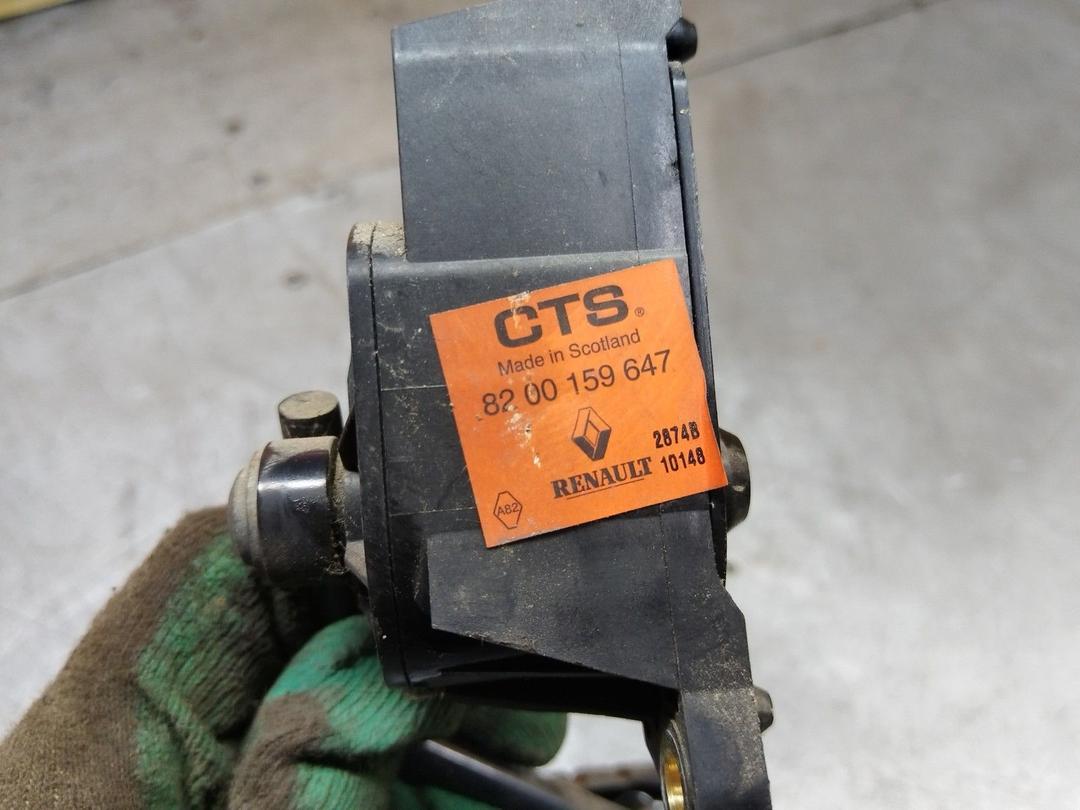 CTS®
Made in Scotland
82 00 159 647
2874B
RENAULT 10148
A82